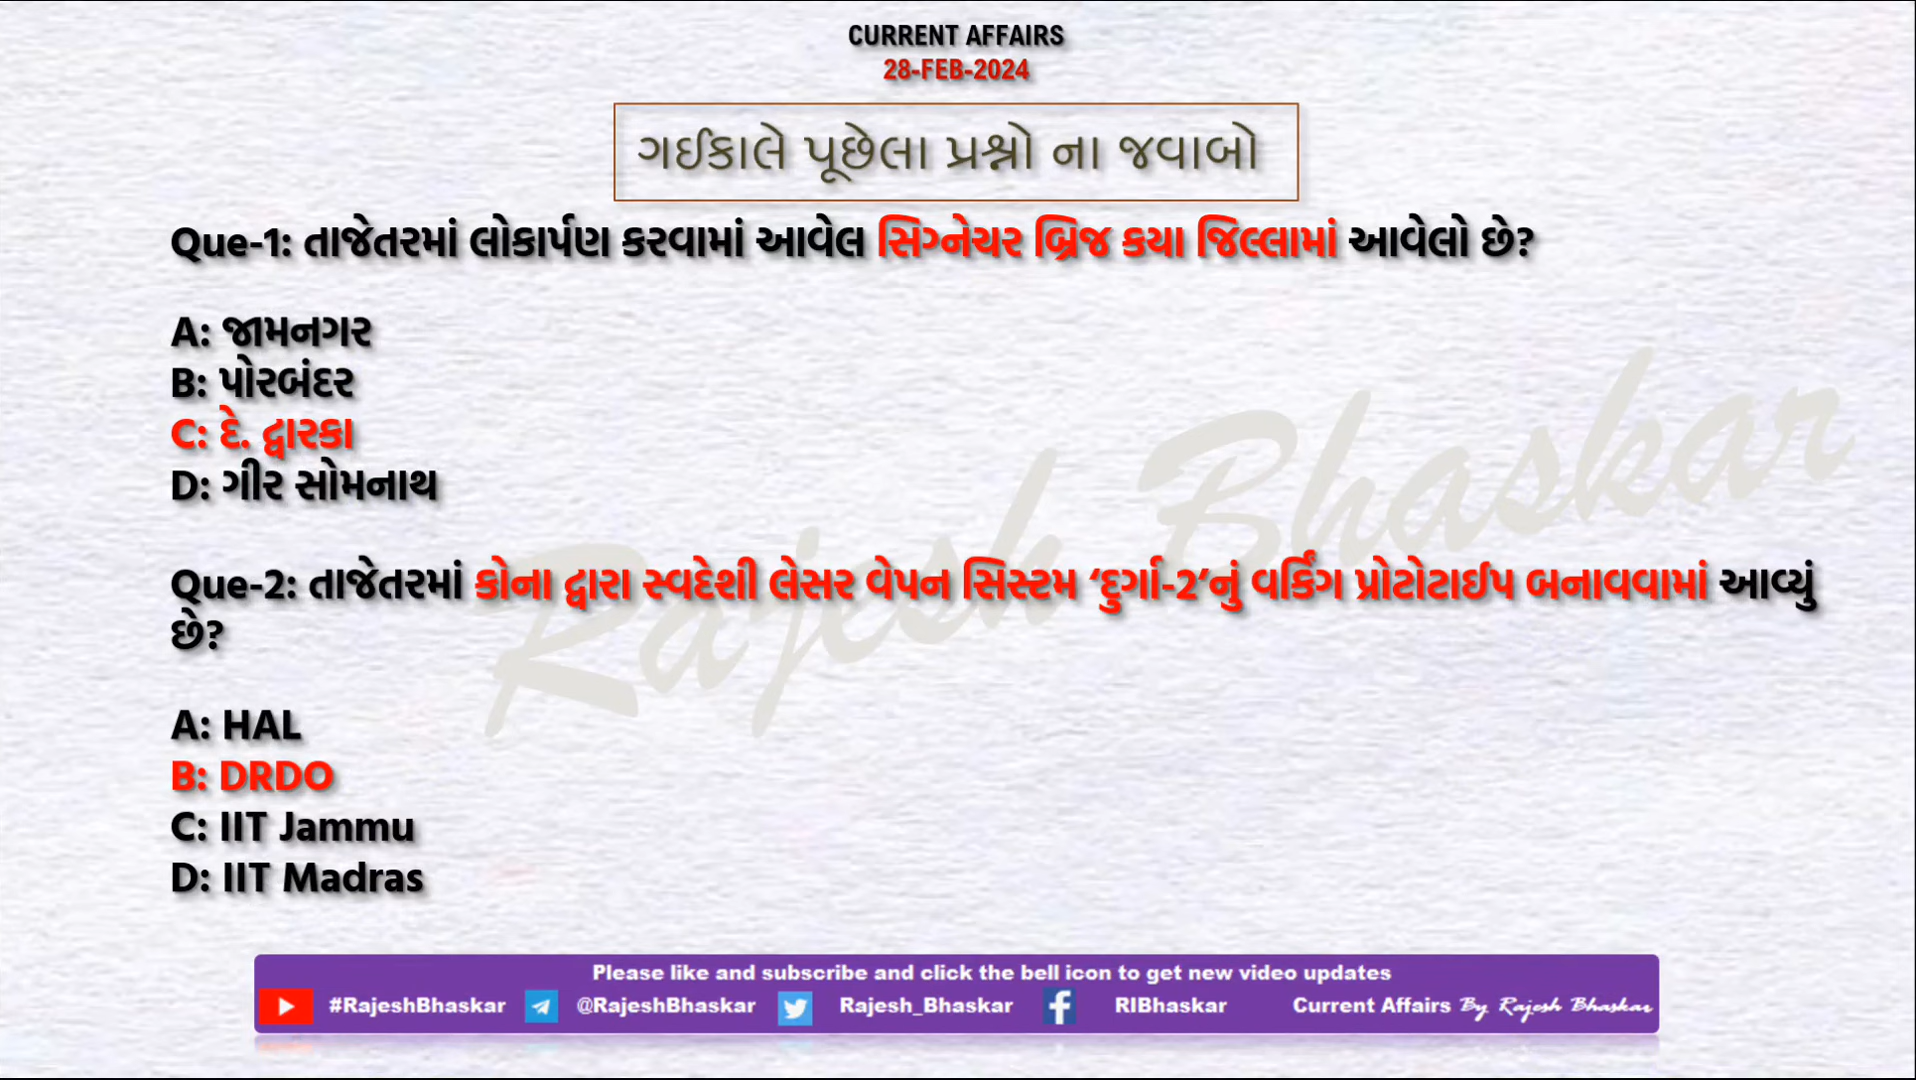 CURRENT AFFAIRS
28-FEB-2024
ગઈકાલે પૂછેલા પ્રશ્નો ના જવાબો
Que-1: તાજેતરમાં લોકાર્પણ કરવામાં આવેલ સિગ્નેચર બ્રિજ કયા જિલ્લામાં આવેલો છે?
A: જામનગર
B: પોરબંદર
C: દે. દ્વારકા
D: ગીર સોમનાથ
Que-2: તાજેતરમાં કોના દ્વારા સ્વદેશી લેસર વેપન સિસ્ટમ ‘દુર્ગા-2’નું વર્કિંગ પ્રોટોટાઈપ બનાવવામાં આવ્યું
છે?
A: HAL
B: DRDO
C: IIT Jammu
D: IIT Madras
Rajesh Bhaskar
Please like and subscribe and click the bell icon to get new video updates
#RajeshBhaskar @RajeshBhaskar Rajesh_Bhaskar RIBhaskar Current Affairs By Rajesh Bhaskar